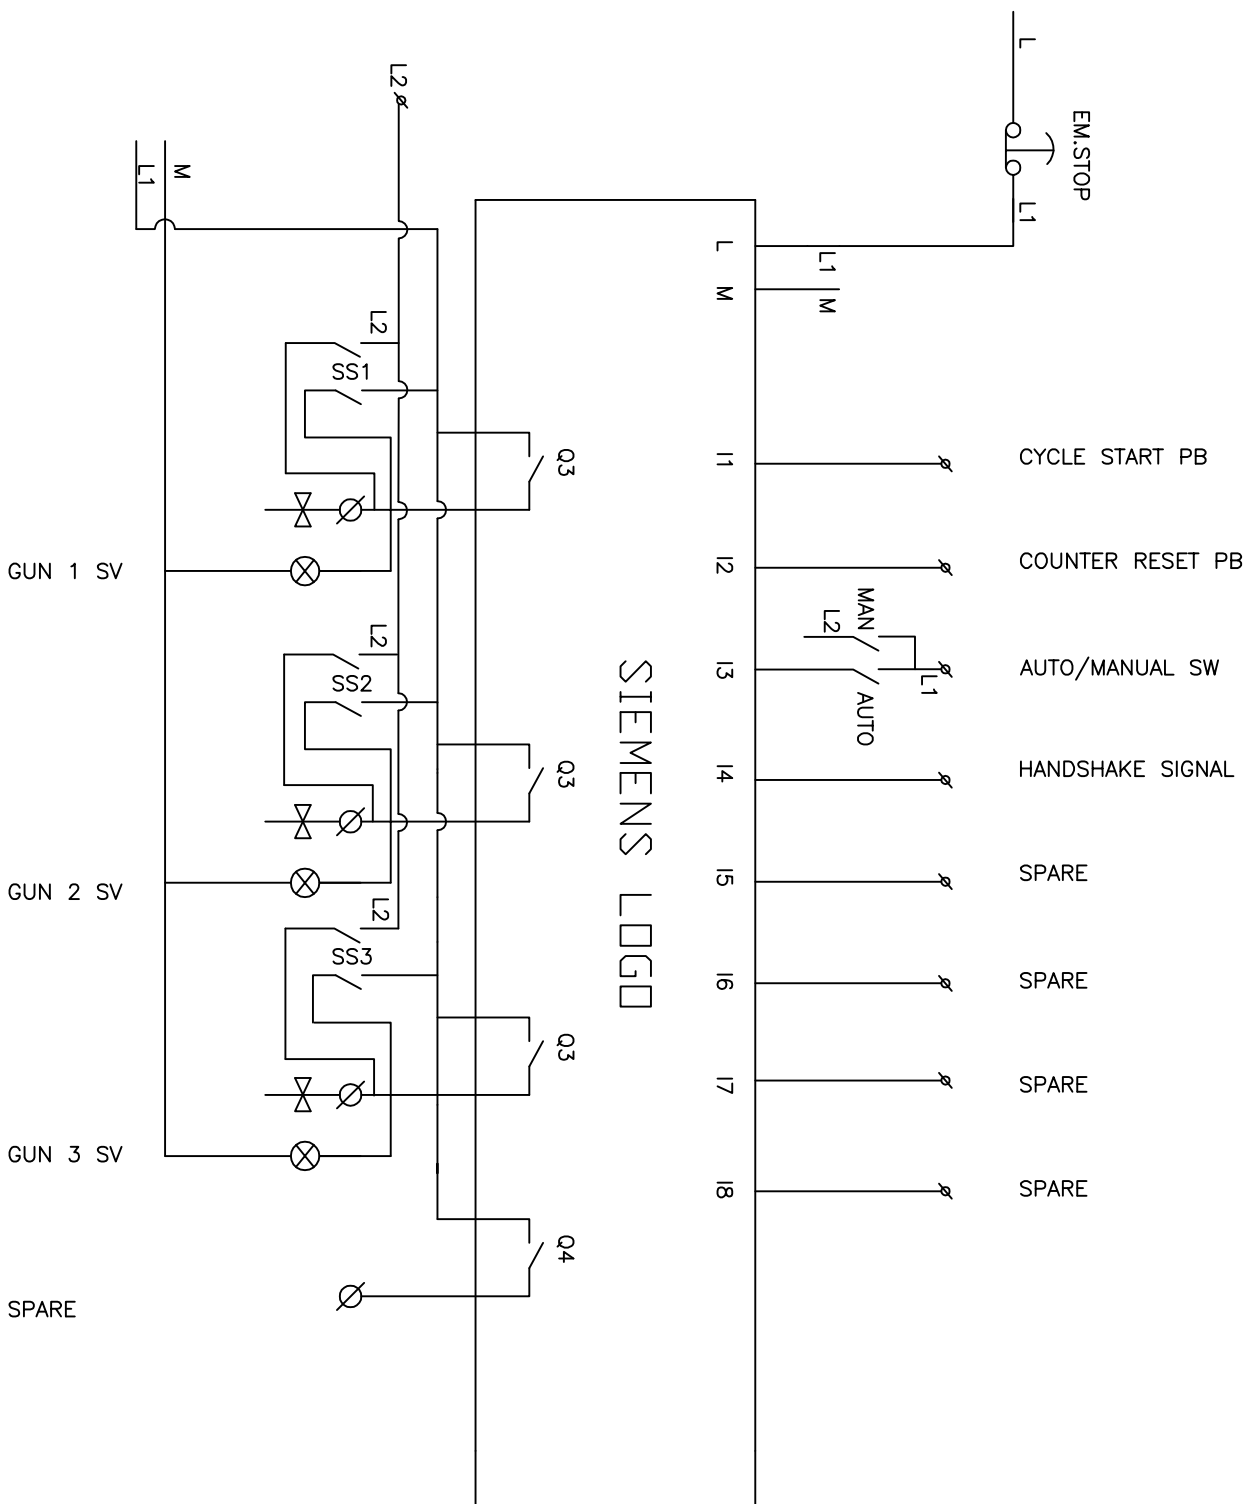 L
EM.STOP
L1
L2
M
L1
L
L1
M
M
L2
SS1
Q3
I1
CYCLE START PB
I2
COUNTER RESET PB
GUN 1 SV
MAN
L2
L2
SS2
I3
L1
AUTO/MANUAL SW
AUTO
SIEMENS LOGO
Q3
I4
HANDSHAKE SIGNAL
I5
SPARE
GUN 2 SV
L2
SS3
I6
SPARE
Q3
I7
SPARE
GUN 3 SV
I8
SPARE
Q4
SPARE